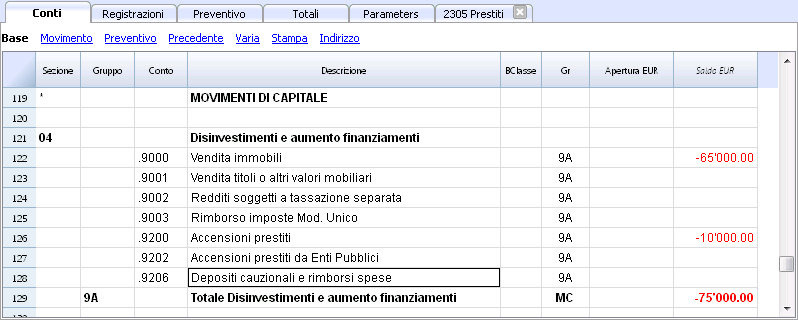 Conti Registrazioni Preventivo Totali Parameters 2305 Prestiti
Base Movimento Preventivo Precedente Varia Stampa Indirizzo
Sezione Gruppo Conto Descrizione BClasse Gr Apertura EUR Saldo EUR
119 * MOVIMENTI DI CAPITALE
120
121 04 Disinvestimenti e aumento finanziamenti
122 .9000 Vendita immobili 9A -65'000.00
123 .9001 Vendita titoli o altri valori mobiliari 9A
124 .9002 Redditi soggetti a tassazione separata 9A
125 .9003 Rimborso imposte Mod. Unico 9A
126 .9200 Accensioni prestiti 9A -10'000.00
127 .9202 Accensioni prestiti da Enti Pubblici 9A
128 .9206 Depositi cauzionali e rimborsi spese 9A
129 9A Totale Disinvestimenti e aumento finanziamenti MC -75'000.00